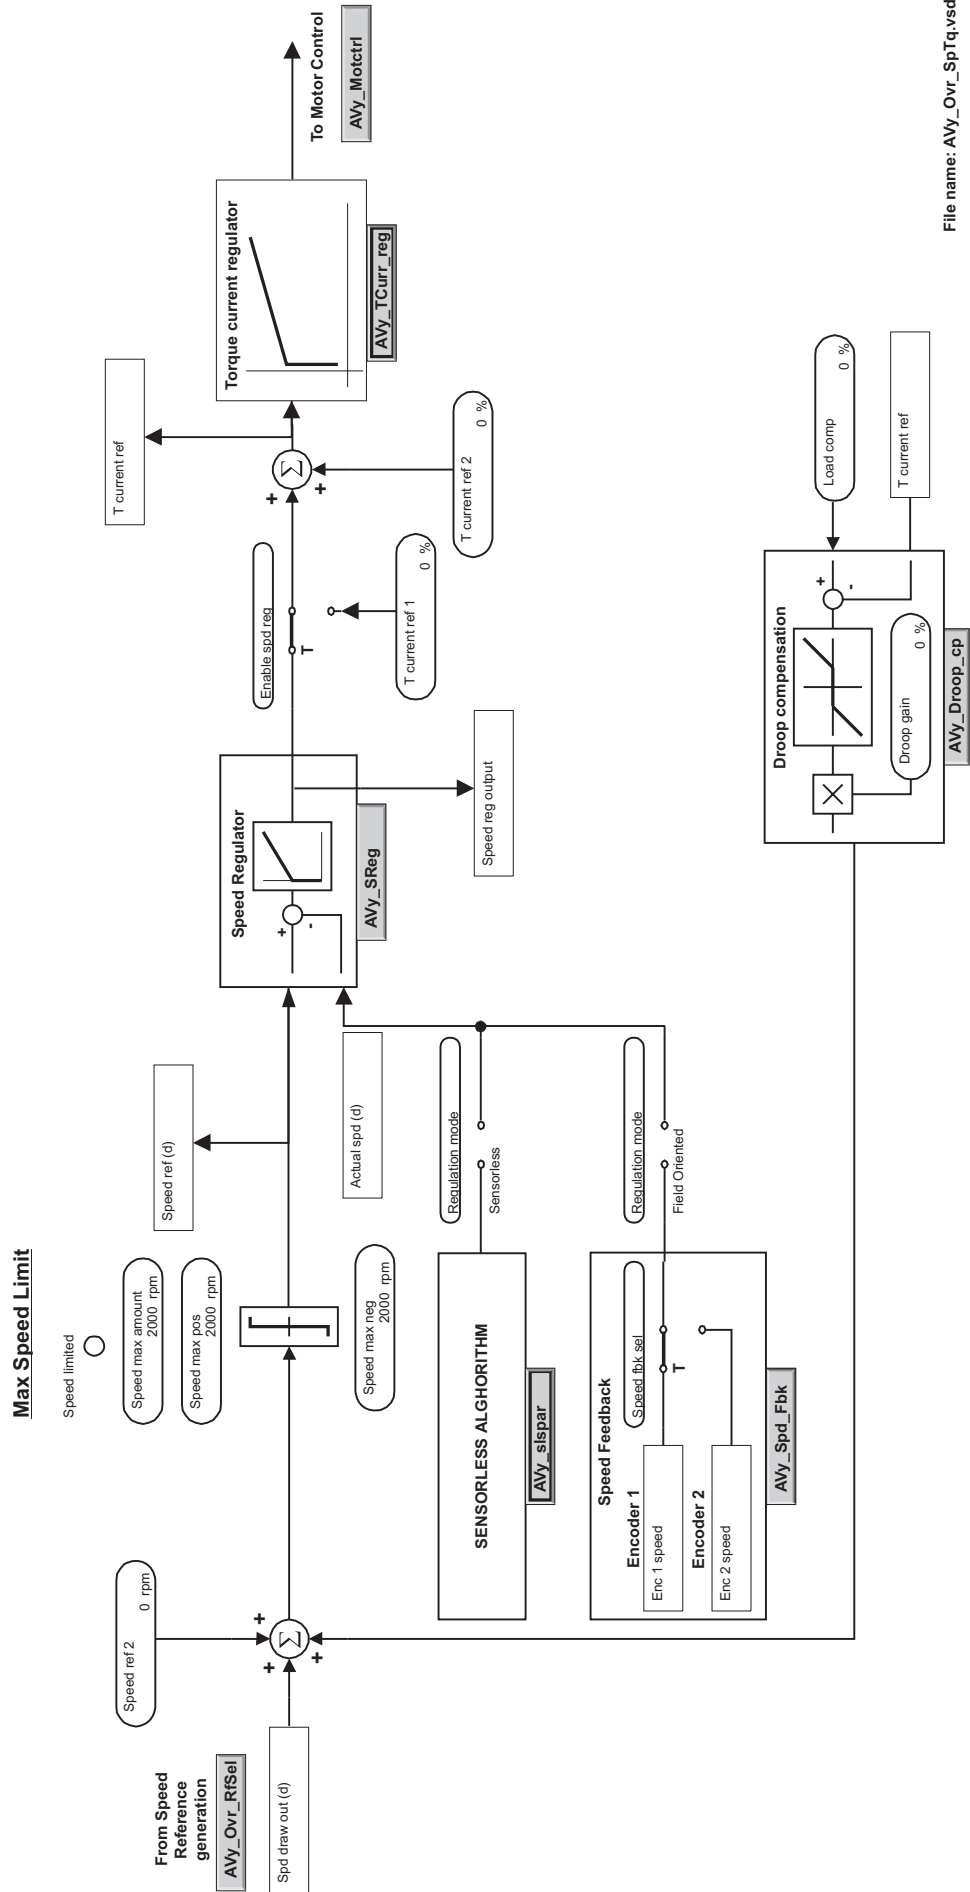 Max Speed Limit
Speed limited
Speed max amount
2000 rpm
Speed max pos
2000 rpm
Speed max neg
2000 rpm
From Speed
Reference
generation
AVy_Ovr_RfSel
Spd draw out (d)
Speed ref 2
0 rpm
+
+
+
Σ
Speed ref (d)
Actual spd (d)
Speed Regulator
+
-
AVy_SReg
Speed reg output
Enable spd reg
T
T current ref 1
0 %
T current ref 2
0 %
+
+
Σ
T current ref
Torque current regulator
AVy_TCurr_reg
To Motor Control
AVy_Motctrl
SENSORLESS ALGHORITHM
AVy_slspar
Regulation mode
Sensorless
Speed Feedback
Encoder 1
Enc 1 speed
Encoder 2
Enc 2 speed
Speed fbk sel
T
AVy_Spd_Fbk
Regulation mode
Field Oriented
Droop compensation
Droop gain
0 %
+
-
AVy_Droop_cp
Load comp
0 %
T current ref
File name: AVy_Ovr_SpTq.vsd